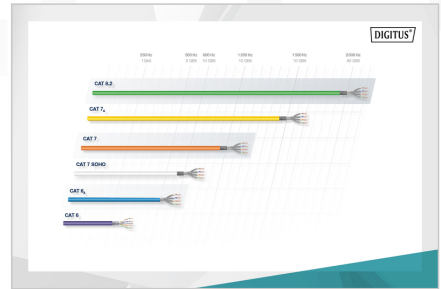 DIGITUS®
250 Hz 500 Hz 600 Hz 1200 Hz 1500 Hz 2000 Hz
CAT 8.2
CAT 7A
CAT 7
CAT 7 SOHO
CAT 6A
CAT 6